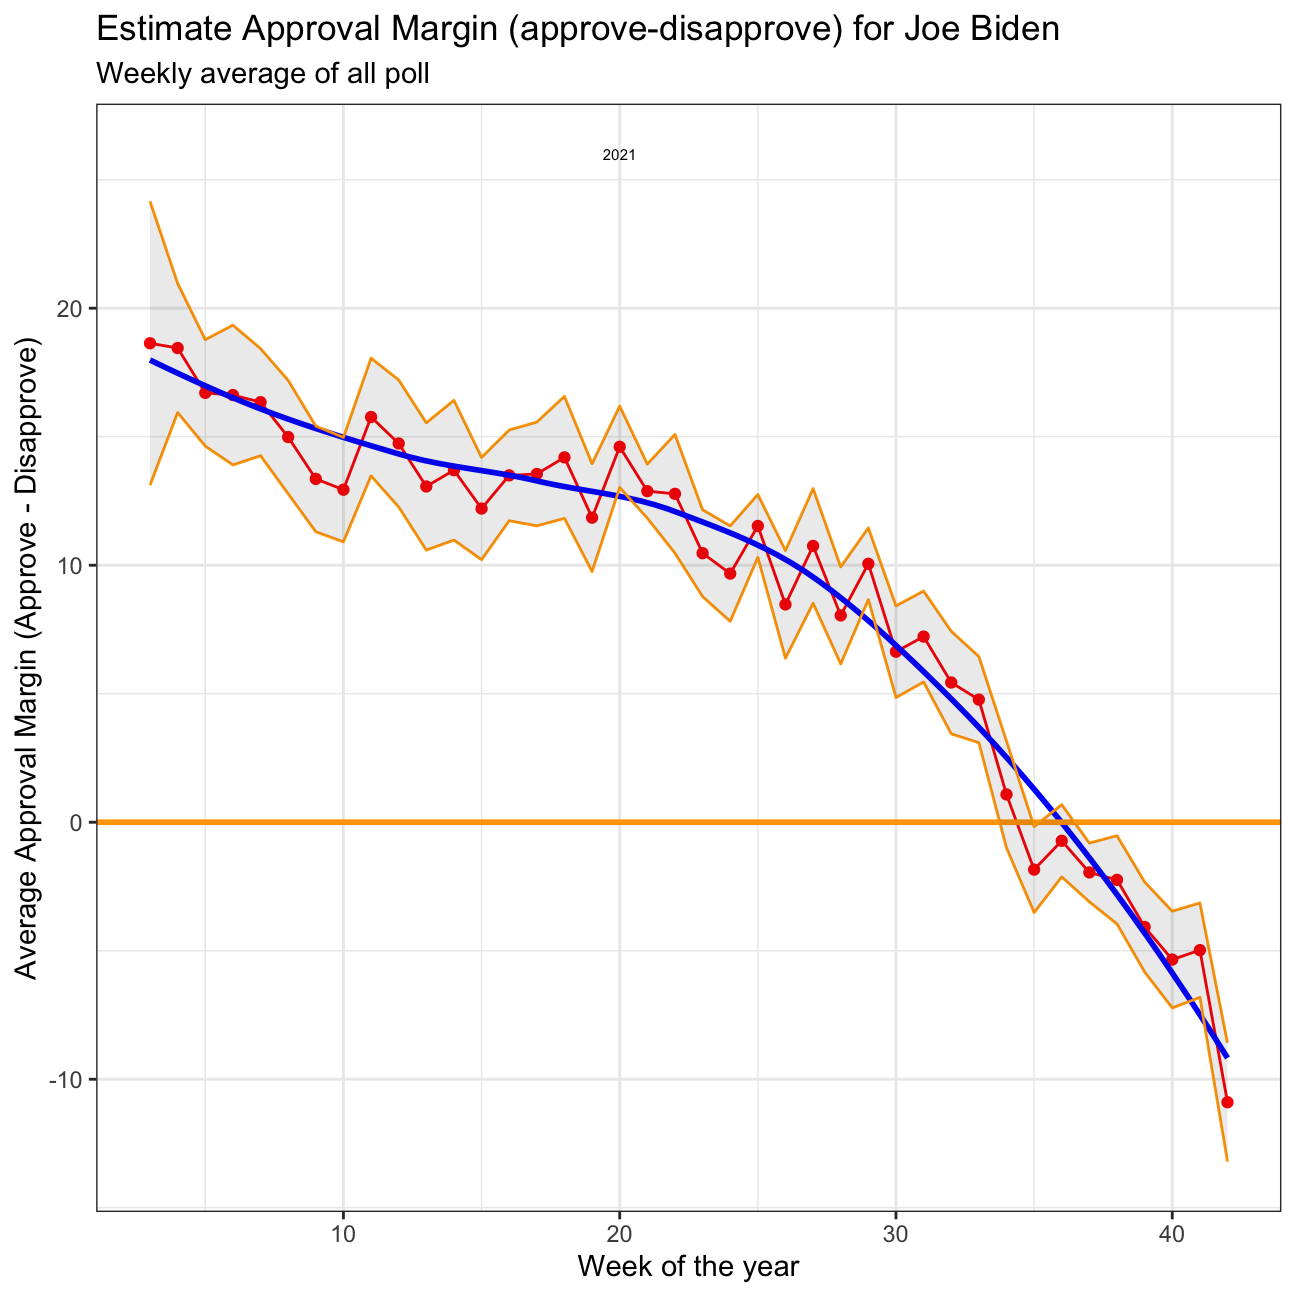 Estimate Approval Margin (approve-disapprove) for Joe Biden
Weekly average of all poll
2021
Average Approval Margin (Approve - Disapprove)
20
10
0
-10
10
20
30
40
Week of the year